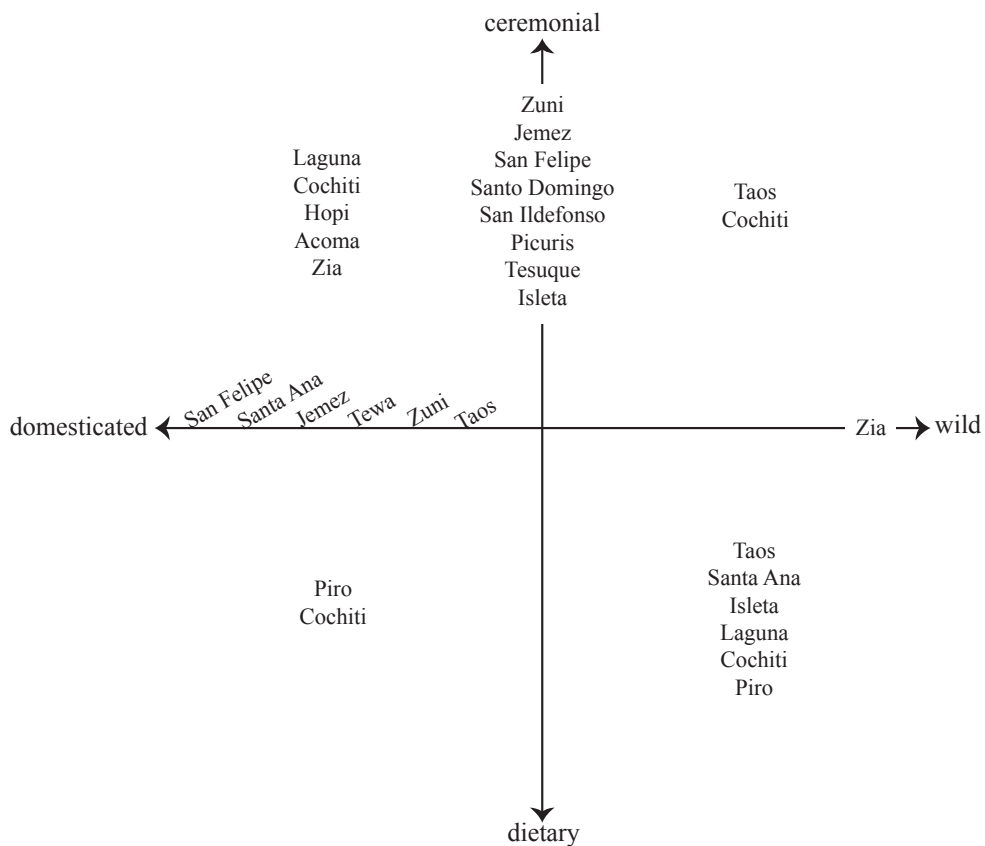 ceremonial
Zuni
Jemez
San Felipe
Santo Domingo
San Ildefonso
Picuris
Tesuque
Isleta
Laguna
Cochiti
Hopi
Acoma
Zia
Taos
Cochiti
domesticated
San Felipe
Santa Ana
Jemez
Tewa
Zuni
Taos
Zia
wild
Piro
Cochiti
Taos
Santa Ana
Isleta
Laguna
Cochiti
Piro
dietary